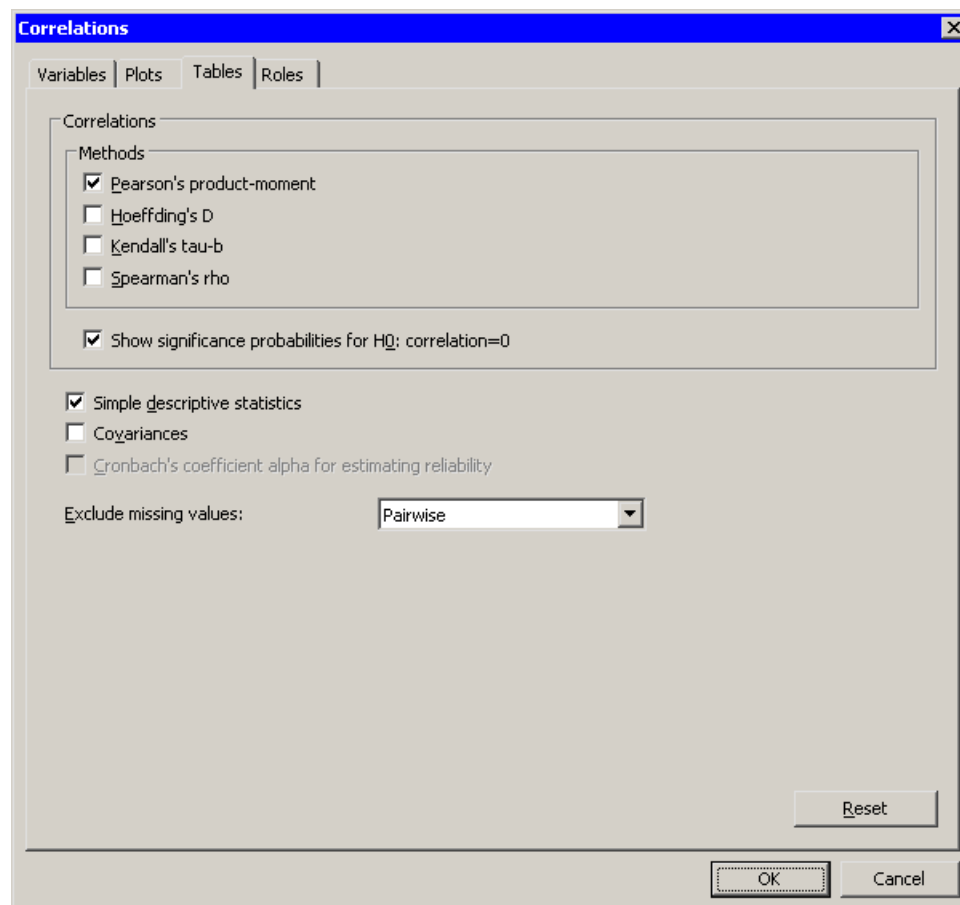 Correlations
Variables Plots Tables Roles
Correlations
Methods
Pearson's product-moment
Hoeffding's D
Kendall's tau-b
Spearman's rho
Show significance probabilities for H0: correlation=0
Simple descriptive statistics
Covariances
Cronbach's coefficient alpha for estimating reliability
Exclude missing values: Pairwise
Reset
OK Cancel